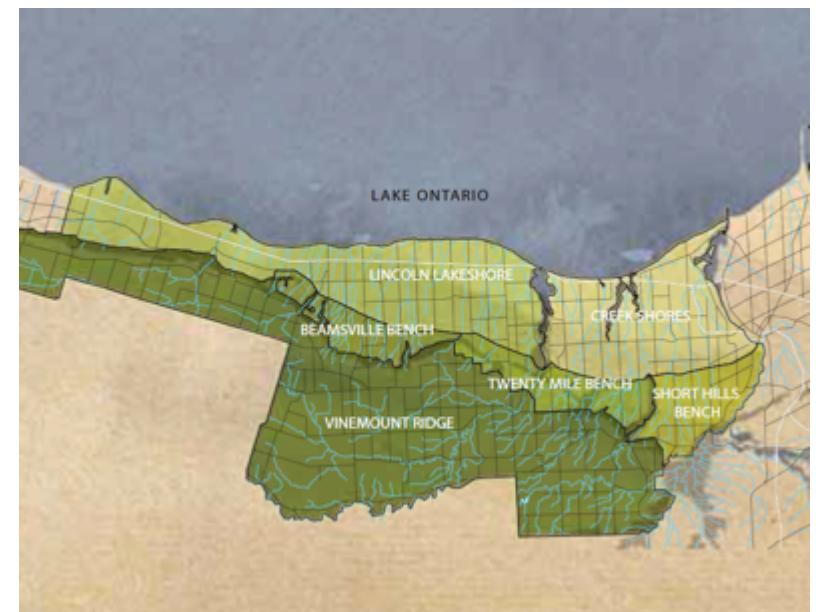 LAKE ONTARIO
LINCOLN LAKESHORE
CREEK SHORES
BEAMSVILLE BENCH
TWENTY MILE BENCH
SHORT HILLS
BENCH
VINEMOUNT RIDGE